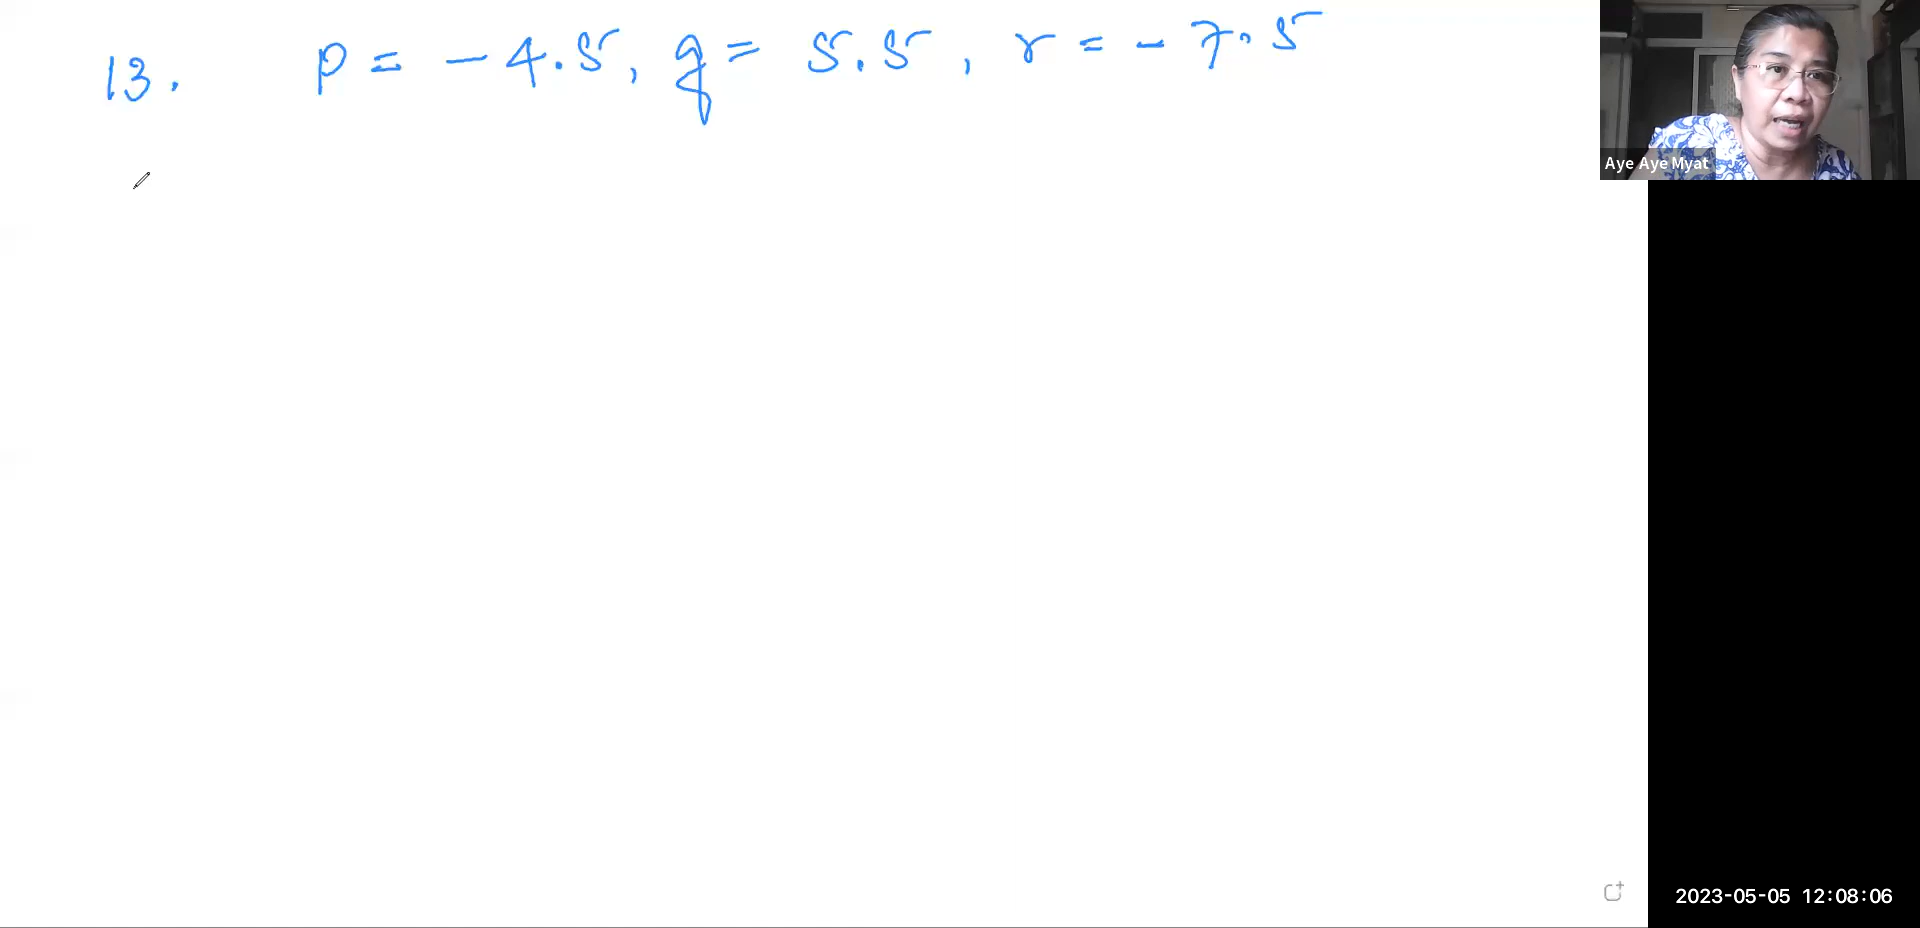 13. p = - 4.5, q = 5.5, r = - 7.5
Aye Aye Myat
2023-05-05 12:08:06